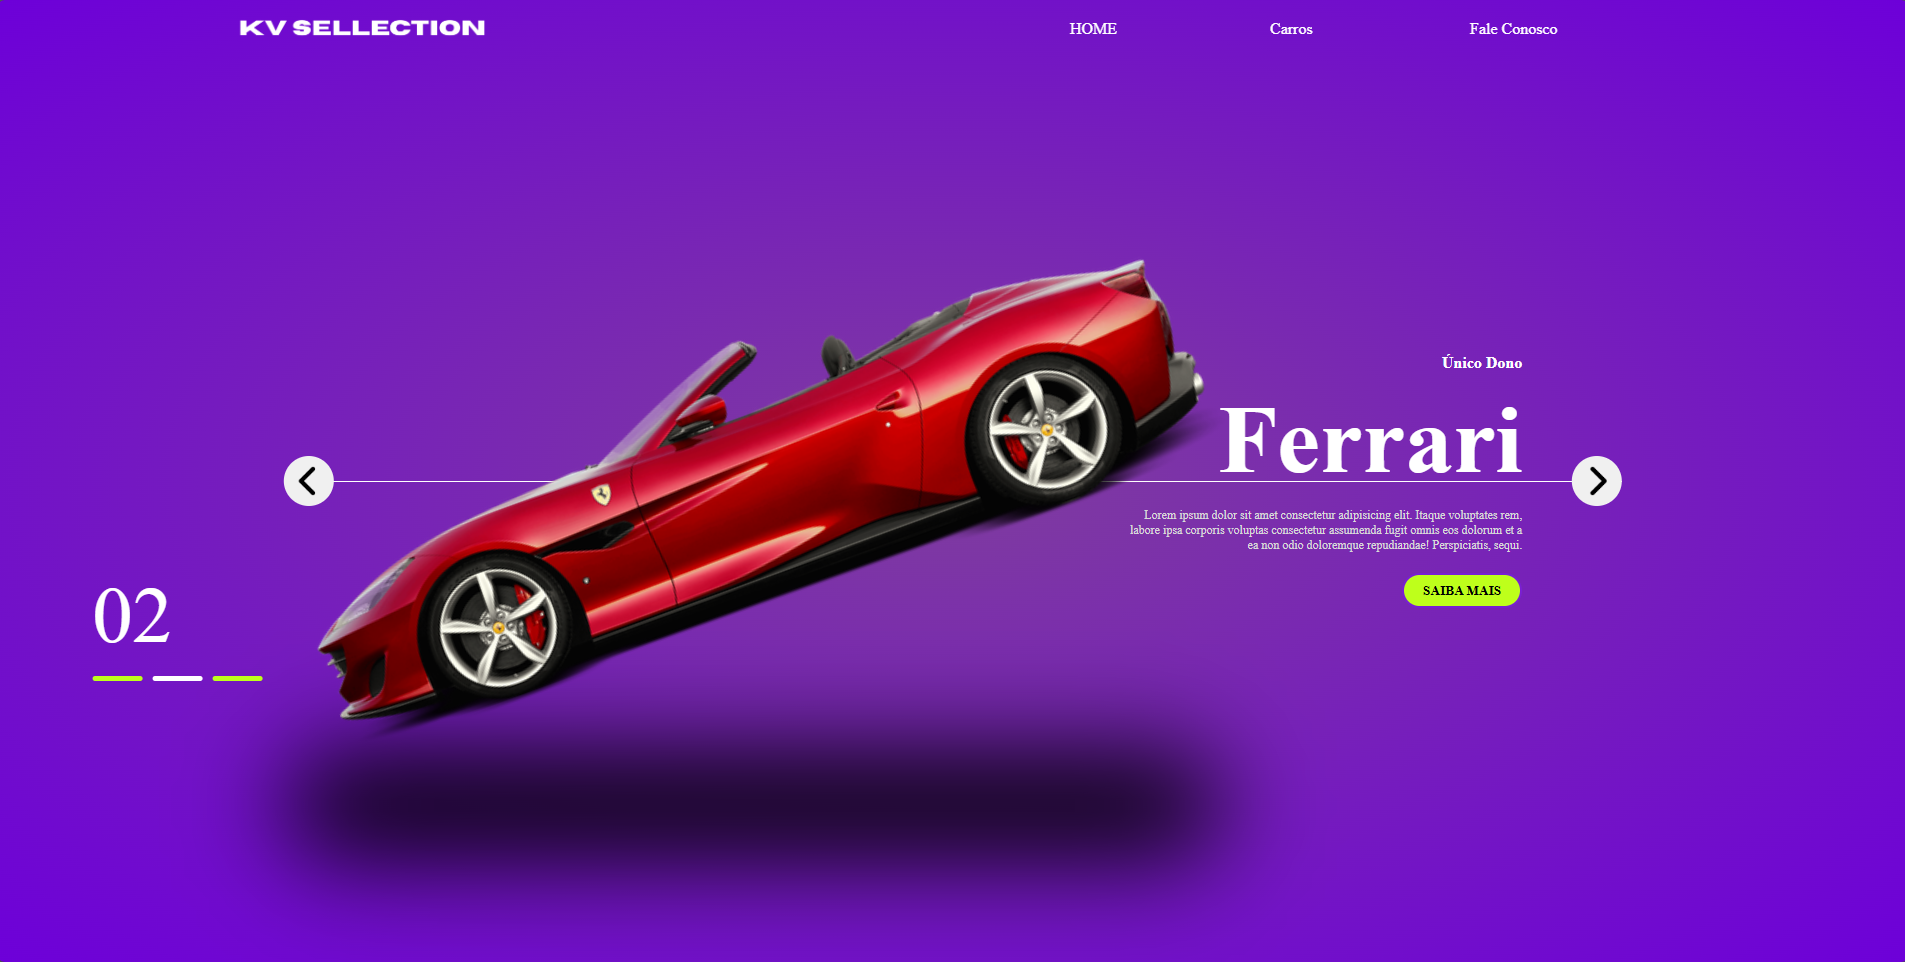 KV SELLECTION
HOME
Carros
Fale Conosco
Único Dono
Ferrari
Lorem ipsum dolor sit amet consectetur adipisicing elit. Itaque voluptates rem,
labore ipsa corporis voluptas consectetur assumenda fugit omnis eos dolorum et a
ea non odio doloremque repudiandae! Perspiciatis, sequi.
SAIBA MAIS
02